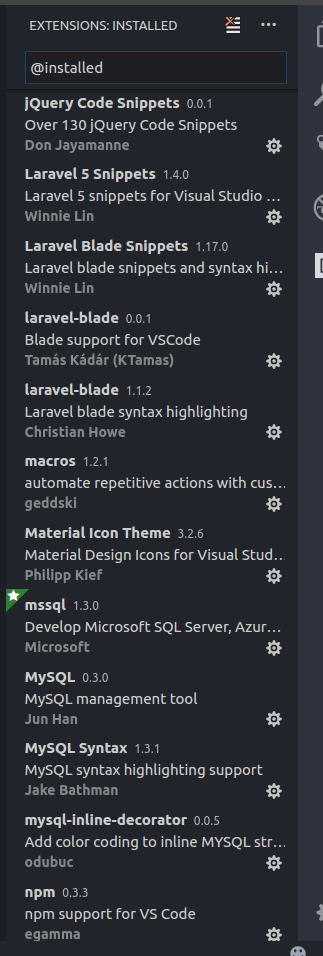 EXTENSIONS: INSTALLED
@installed
jQuery Code Snippets 0.0.1
Over 130 jQuery Code Snippets
Don Jayamanne
Laravel 5 Snippets 1.4.0
Laravel 5 snippets for Visual Studio ...
Winnie Lin
Laravel Blade Snippets 1.17.0
Laravel blade snippets and syntax hi...
Winnie Lin
laravel-blade 0.0.1
Blade support for VSCode
Tamás Kádár (KTamas)
laravel-blade 1.1.2
Laravel blade syntax highlighting
Christian Howe
macros 1.2.1
automate repetitive actions with cus...
geddski
Material Icon Theme 3.2.6
Material Design Icons for Visual Stud...
Philipp Kief
mssql 1.3.0
Develop Microsoft SQL Server, Azur...
Microsoft
MySQL 0.3.0
MySQL management tool
Jun Han
MySQL Syntax 1.3.1
MySQL syntax highlighting support
Jake Bathman
mysql-inline-decorator 0.0.5
Add color coding to inline MYSQL str...
odubuc
npm 0.3.3
npm support for VS Code
egamma